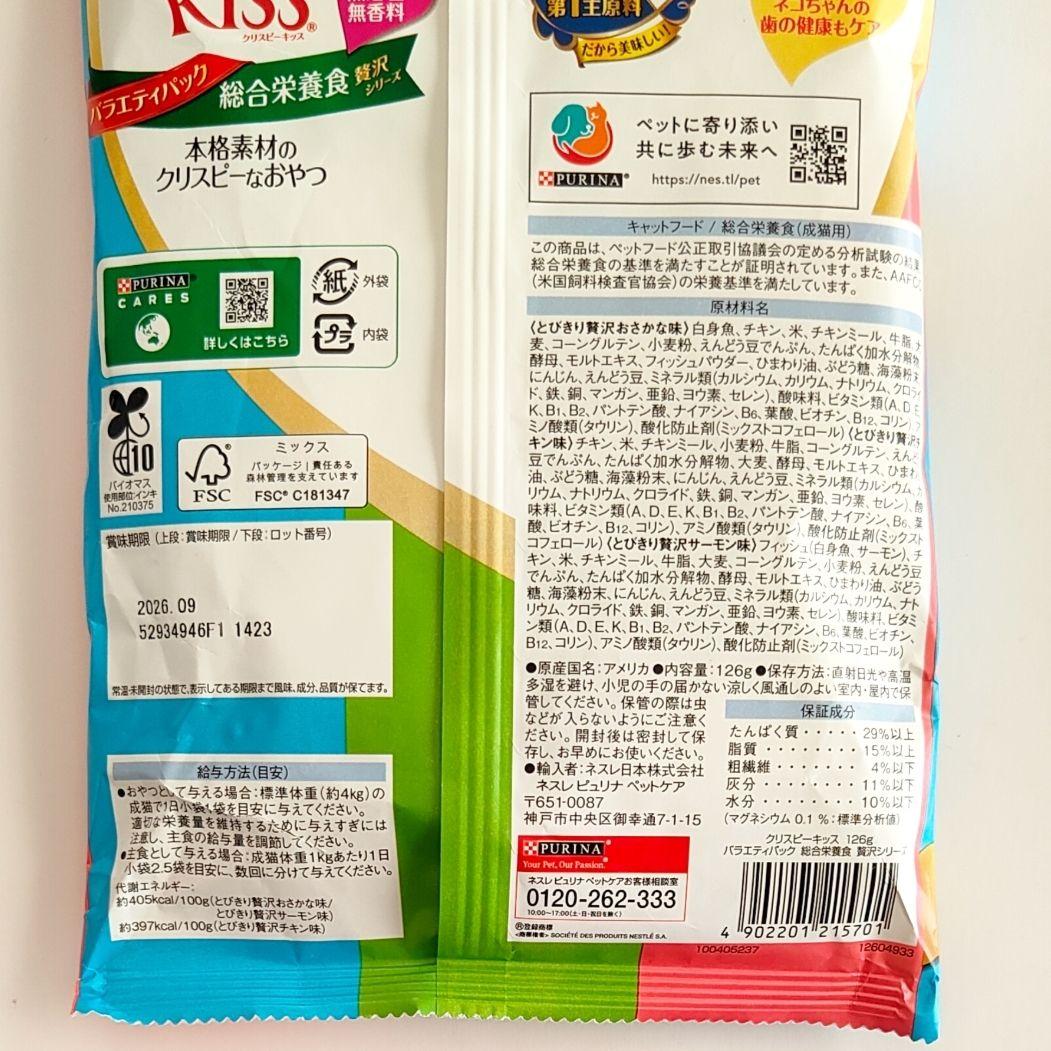 KISS®
クリスピーキッス
無香料
バラエティパック
総合栄養食 贅沢シリーズ
本格素材の
クリスピーなおやつ
PURINA
CARES
詳しくはこちら
紙 外袋
プラ 内袋
10
バイオマス
使用部位:インキ
No.210375
FSC®
FSC
ミックス
パッケージ|責任ある
森林管理を支えています
FSC® C181347
賞味期限 (上段:賞味期限/下段:ロット番号)
2026.09
52934946F1 1423
常温・未開封の状態で、表示してある期限まで風味、成分、品質が保てます。
給与方法(目安)
●おやつとして与える場合:標準体重(約4kg)の
成猫で1日小袋1袋を目安に与えてください。
適切な栄養量を維持するために与えすぎには
注意し、主食の給与量を調節してください。
●主食として与える場合:成猫体重1kgあたり1日
小袋2.5袋を目安に、数回に分けて与えてください。
代謝エネルギー:
約405kcal/100g(とびきり贅沢おさかな味/
とびきり贅沢サーモン味)
約397kcal/100g(とびきり贅沢チキン味)
第1主原料
だから美味しい!
ネコちゃんの
歯の健康もケア
ペットに寄り添い
共に歩む未来へ
PURINA®
https://nes.tl/pet
キャットフード / 総合栄養食(成猫用)
この商品は、ペットフード公正取引協議会の定める分析試験の結果
総合栄養食の基準を満たすことが証明されています。また、AAFCO
(米国飼料検査官協会)の栄養基準を満たしています。
原材料名
〈とびきり贅沢おさかな味〉白身魚、チキン、米、チキンミール、牛脂、大
麦、コーングルテン、小麦粉、えんどう豆でんぷん、たんぱく加水分解物、
酵母、モルトエキス、フィッシュパウダー、ひまわり油、ぶどう糖、海藻粉末、
にんじん、えんどう豆、ミネラル類(カルシウム、カリウム、ナトリウム、クロライ
ド、鉄、銅、マンガン、亜鉛、ヨウ素、セレン)、酸味料、ビタミン類(A、D、E、
K、B1、B2、パントテン酸、ナイアシン、B6、葉酸、ビオチン、B12、コリン)、ア
ミノ酸類(タウリン)、酸化防止剤(ミックストコフェロール)〈とびきり贅沢チ
キン味〉チキン、米、チキンミール、小麦粉、牛脂、コーングルテン、えんどう
豆でんぷん、たんぱく加水分解物、大麦、酵母、モルトエキス、ひまわり
油、ぶどう糖、海藻粉末、にんじん、えんどう豆、ミネラル類(カルシウム、カ
リウム、ナトリウム、クロライド、鉄、銅、マンガン、亜鉛、ヨウ素、セレン)、酸
味料、ビタミン類(A、D、E、K、B1、B2、パントテン酸、ナイアシン、B6、葉
酸、ビオチン、B12、コリン)、アミノ酸類(タウリン)、酸化防止剤(ミックスト
コフェロール)〈とびきり贅沢サーモン味〉フィッシュ(白身魚、サーモン)、チ
キン、米、チキンミール、牛脂、大麦、コーングルテン、小麦粉、えんどう豆
でんぷん、たんぱく加水分解物、酵母、モルトエキス、ひまわり油、ぶどう
糖、海藻粉末、にんじん、えんどう豆、ミネラル類(カルシウム、カリウム、ナト
リウム、クロライド、鉄、銅、マンガン、亜鉛、ヨウ素、セレン)、酸味料、ビタミ
ン類(A、D、E、K、B1、B2、パントテン酸、ナイアシン、B6、葉酸、ビオチン、
B12、コリン)、アミノ酸類(タウリン)、酸化防止剤(ミックストコフェロール)
●原産国名:アメリカ●内容量:126g●保存方法:直射日光や高温
多湿を避け、小児の手の届かない涼しく風通しのよい室内・屋内で保
管してください。保管の際は虫
などが入らないようにご注意く
ださい。開封後は密封して保
存し、お早めにお使いください。
●輸入者:ネスレ日本株式会社
ネスレ ピュリナ ペットケア
〒651-0087
神戸市中央区御幸通7-1-15
保証成分
たんぱく質・・・・・29%以上
脂質・・・・・・・・15%以上
粗繊維・・・・・・・4%以下
灰分・・・・・・・・11%以下
水分・・・・・・・・10%以下
(マグネシウム 0.1%:標準分析値)
クリスピーキッス 126g
バラエティパック 総合栄養食 贅沢シリーズ
PURINA®
Your Pet, Our Passion.
ネスレ ピュリナ ペットケアお客様相談室
0120-262-333
10:00~17:00(土・日・祝日を除く)
®登録商標
<商標権者> SOCIÉTÉ DES PRODUITS NESTLÉ S.A.
4 902201 215701
100405237
12604933